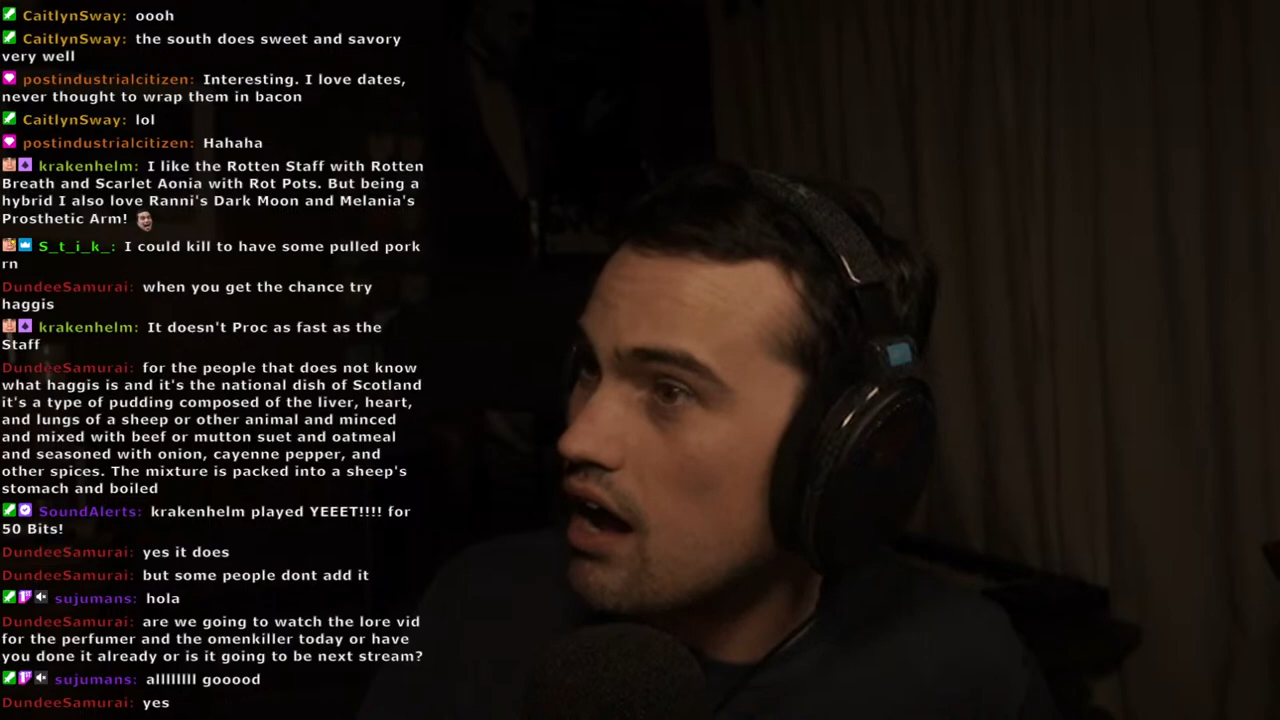 CaitlynSway: oooh
CaitlynSway: the south does sweet and savory
very well
postindustrialcitizen: Interesting. I love dates,
never thought to wrap them in bacon
CaitlynSway: lol
postindustrialcitizen: Hahaha
krakenhelm: I like the Rotten Staff with Rotten
Breath and Scarlet Aonia with Rot Pots. But being a
hybrid I also love Ranni's Dark Moon and Melania's
Prosthetic Arm!
S_t_i_k_: I could kill to have some pulled pork
rn
DundeeSamurai: when you get the chance try
haggis
krakenhelm: It doesn't Proc as fast as the
Staff
DundeeSamurai: for the people that does not know
what haggis is and it's the national dish of Scotland
it's a type of pudding composed of the liver, heart,
and lungs of a sheep or other animal and minced
and mixed with beef or mutton suet and oatmeal
and seasoned with onion, cayenne pepper, and
other spices. The mixture is packed into a sheep's
stomach and boiled
SoundAlerts: krakenhelm played YEEET!!!! for
50 Bits!
DundeeSamurai: yes it does
DundeeSamurai: but some people dont add it
sujumans: hola
DundeeSamurai: are we going to watch the lore vid
for the perfumer and the omenkiller today or have
you done it already or is it going to be next stream?
sujumans: allllllll gooood
DundeeSamurai: yes